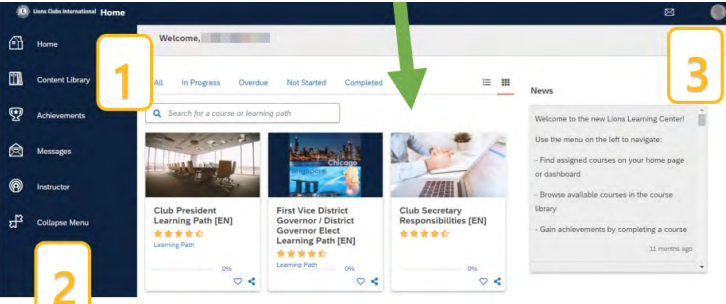 Lions Clubs International Home
Home
Content Library
Achievements
Messages
Instructor
Collapse Menu
1
2
3
Welcome,
All In Progress Overdue Not Started Completed
Search for a course or learning path
Chicago
Singapore
Club President
Learning Path [EN]
Learning Path
0%
First Vice District
Governor / District
Governor Elect
Learning Path [EN]
Learning Path
0%
Club Secretary
Responsibilities [EN]
0%
News
Welcome to the new Lions Learning Center!
Use the menu on the left to navigate:
- Find assigned courses on your home page
or dashboard
- Browse available courses in the course
library
- Gain achievements by completing a course
11 months ago